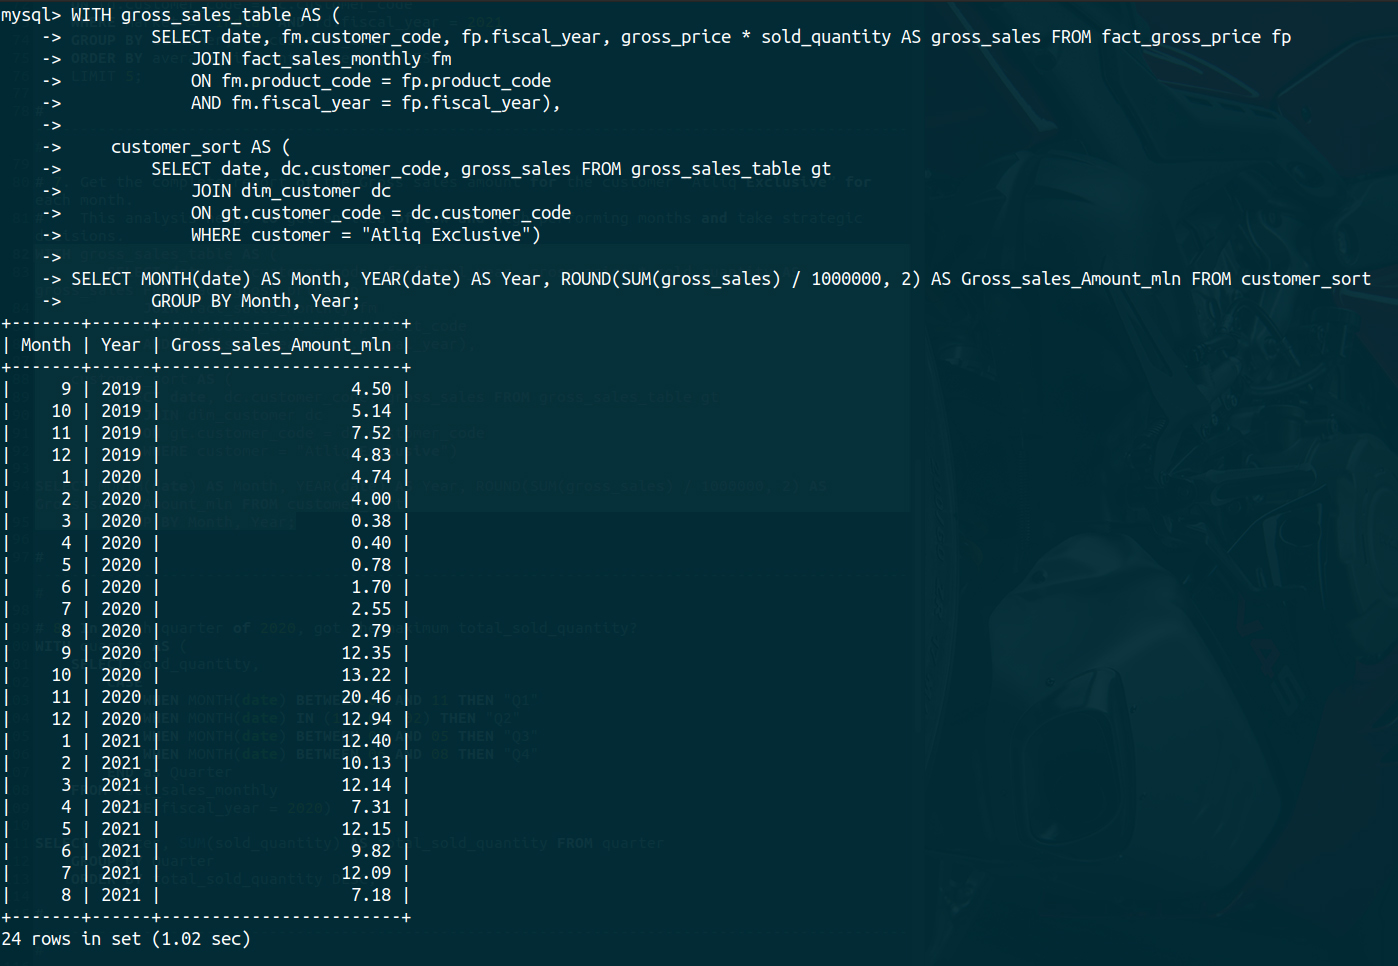 mysql> WITH gross_sales_table AS (
    ->         SELECT date, fm.customer_code, fp.fiscal_year, gross_price * sold_quantity AS gross_sales FROM fact_gross_price fp
    ->             JOIN fact_sales_monthly fm
    ->             ON fm.product_code = fp.product_code
    ->             AND fm.fiscal_year = fp.fiscal_year),
    ->
    ->     customer_sort AS (
    ->         SELECT date, dc.customer_code, gross_sales FROM gross_sales_table gt
    ->             JOIN dim_customer dc
    ->             ON gt.customer_code = dc.customer_code
    ->             WHERE customer = "Atliq Exclusive")
    ->
    -> SELECT MONTH(date) AS Month, YEAR(date) AS Year, ROUND(SUM(gross_sales) / 1000000, 2) AS Gross_sales_Amount_mln FROM customer_sort
    ->         GROUP BY Month, Year;
+-------+------+------------------------+
| Month | Year | Gross_sales_Amount_mln |
+-------+------+------------------------+
|     9 | 2019 |                   4.50 |
|    10 | 2019 |                   5.14 |
|    11 | 2019 |                   7.52 |
|    12 | 2019 |                   4.83 |
|     1 | 2020 |                   4.74 |
|     2 | 2020 |                   4.00 |
|     3 | 2020 |                   0.38 |
|     4 | 2020 |                   0.40 |
|     5 | 2020 |                   0.78 |
|     6 | 2020 |                   1.70 |
|     7 | 2020 |                   2.55 |
|     8 | 2020 |                   2.79 |
|     9 | 2020 |                  12.35 |
|    10 | 2020 |                  13.22 |
|    11 | 2020 |                  20.46 |
|    12 | 2020 |                  12.94 |
|     1 | 2021 |                  12.40 |
|     2 | 2021 |                  10.13 |
|     3 | 2021 |                  12.14 |
|     4 | 2021 |                   7.31 |
|     5 | 2021 |                  12.15 |
|     6 | 2021 |                   9.82 |
|     7 | 2021 |                  12.09 |
|     8 | 2021 |                   7.18 |
+-------+------+------------------------+
24 rows in set (1.02 sec)